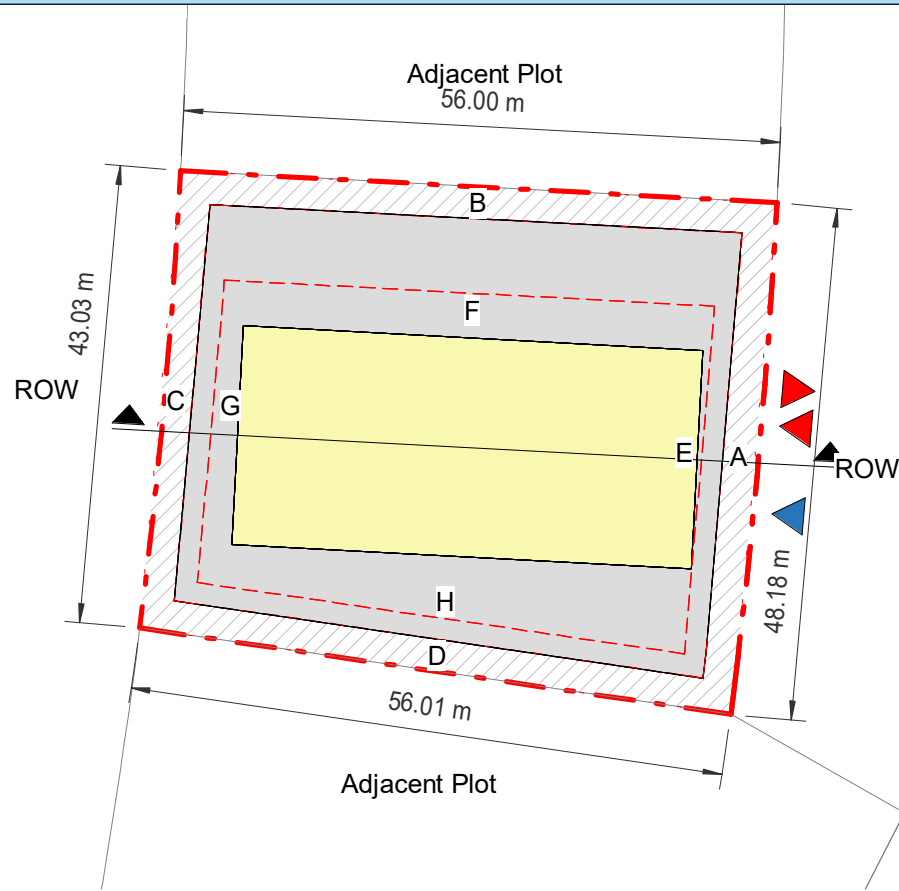 Adjacent Plot
56.00 m
B
43.03 m
F
ROW
C
G
E
A
ROW
48.18 m
H
D
56.01 m
Adjacent Plot